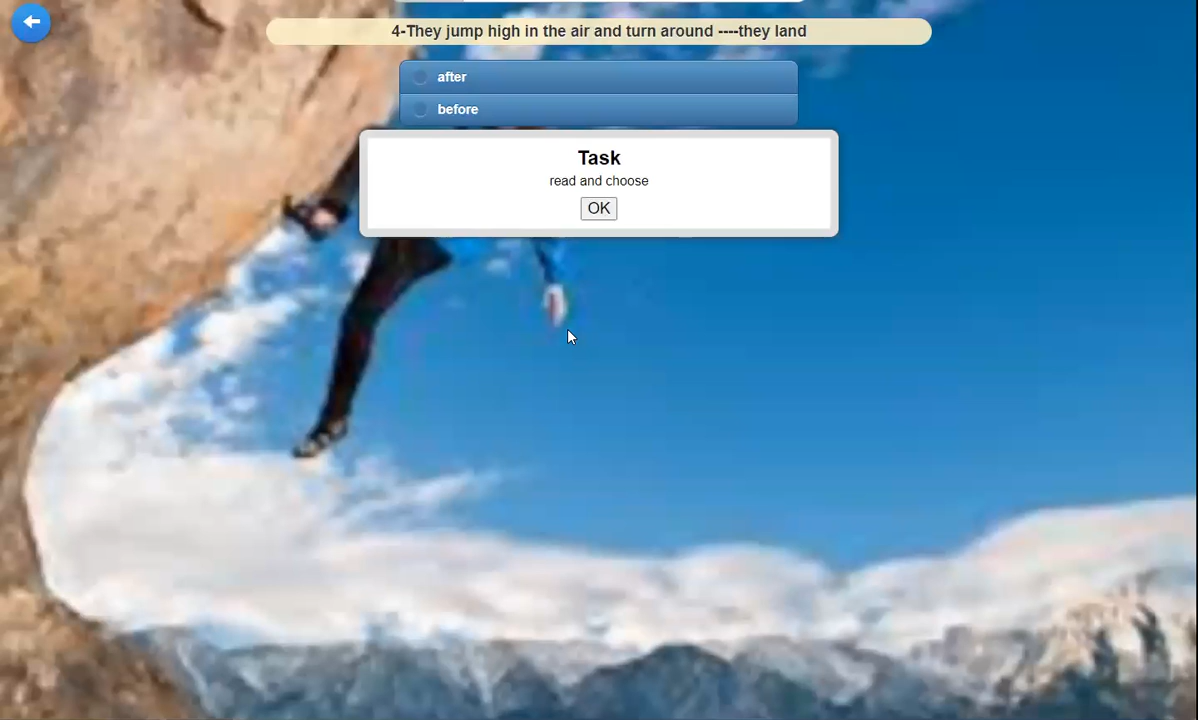 4-They jump high in the air and turn around ----they land
after
before
Task
read and choose
OK